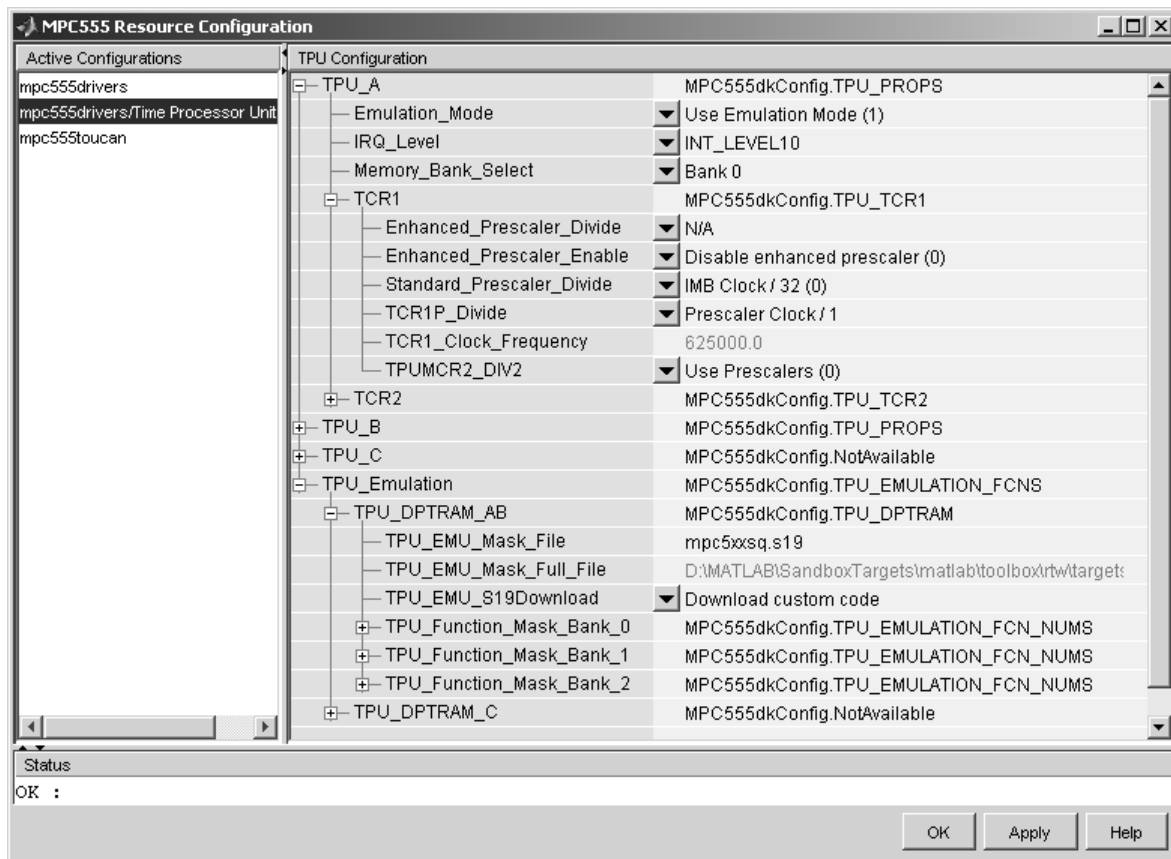 MPC555 Resource Configuration
Active Configurations
mpc555drivers
mpc555drivers/Time Processor Unit
mpc555toucan
TPU Configuration
TPU_A MPC555dkConfig.TPU_PROPS
Emulation_Mode Use Emulation Mode (1)
IRQ_Level INT_LEVEL10
Memory_Bank_Select Bank 0
TCR1 MPC555dkConfig.TPU_TCR1
Enhanced_Prescaler_Divide N/A
Enhanced_Prescaler_Enable Disable enhanced prescaler (0)
Standard_Prescaler_Divide IMB Clock / 32 (0)
TCR1P_Divide Prescaler Clock / 1
TCR1_Clock_Frequency 625000.0
TPUMCR2_DIV2 Use Prescalers (0)
TCR2 MPC555dkConfig.TPU_TCR2
TPU_B MPC555dkConfig.TPU_PROPS
TPU_C MPC555dkConfig.NotAvailable
TPU_Emulation MPC555dkConfig.TPU_EMULATION_FCNS
TPU_DPTRAM_AB MPC555dkConfig.TPU_DPTRAM
TPU_EMU_Mask_File mpc5xxsq.s19
TPU_EMU_Mask_Full_File D:\MATLAB\SandboxTargets\matlab\toolbox\rtw\targets
TPU_EMU_S19Download Download custom code
TPU_Function_Mask_Bank_0 MPC555dkConfig.TPU_EMULATION_FCN_NUMS
TPU_Function_Mask_Bank_1 MPC555dkConfig.TPU_EMULATION_FCN_NUMS
TPU_Function_Mask_Bank_2 MPC555dkConfig.TPU_EMULATION_FCN_NUMS
TPU_DPTRAM_C MPC555dkConfig.NotAvailable
Status
OK :
OK Apply Help